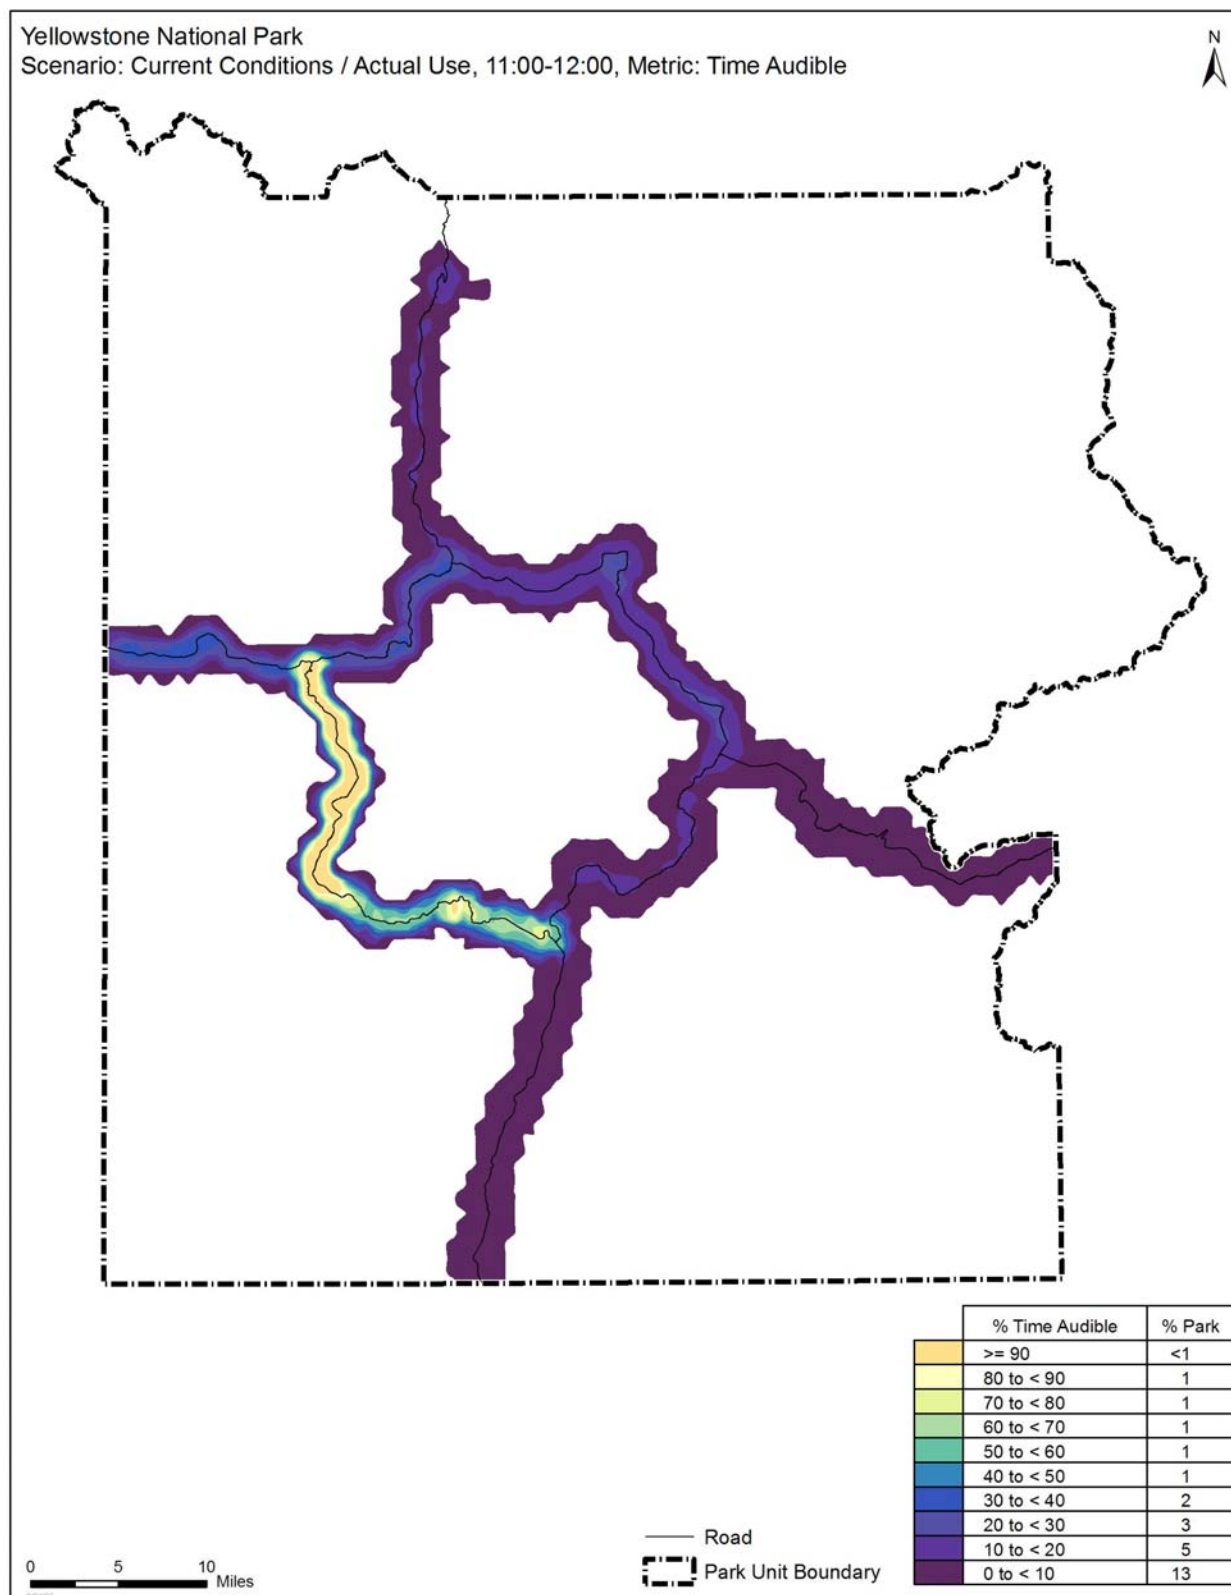 Yellowstone National Park
Scenario: Current Conditions / Actual Use, 11:00-12:00, Metric: Time Audible
N
% Time Audible % Park
>= 90 <1
80 to < 90 1
70 to < 80 1
60 to < 70 1
50 to < 60 1
40 to < 50 1
30 to < 40 2
20 to < 30 3
10 to < 20 5
0 to < 10 13
Road
Park Unit Boundary
0 5 10
Miles